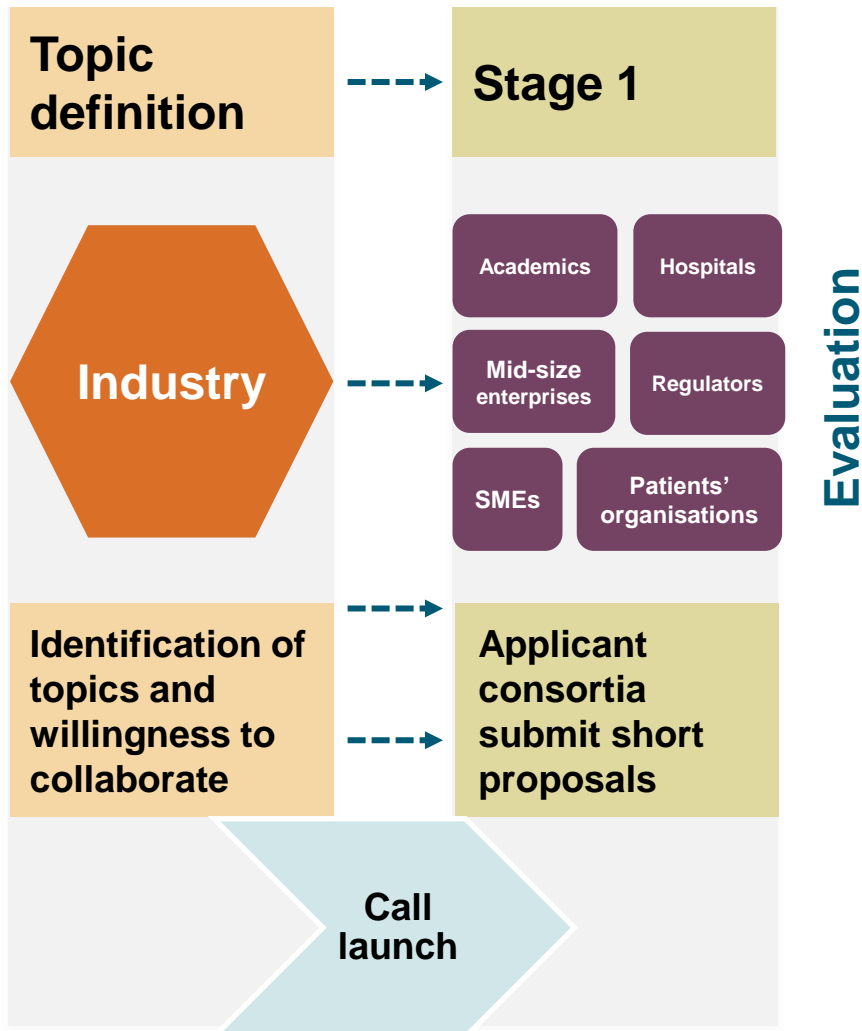 Topic
definition
Stage 1
Industry
Academics
Hospitals
Mid-size
enterprises
Regulators
SMEs
Patients’
organisations
Evaluation
Identification of
topics and
willingness to
collaborate
Applicant
consortia
submit short
proposals
Call
launch